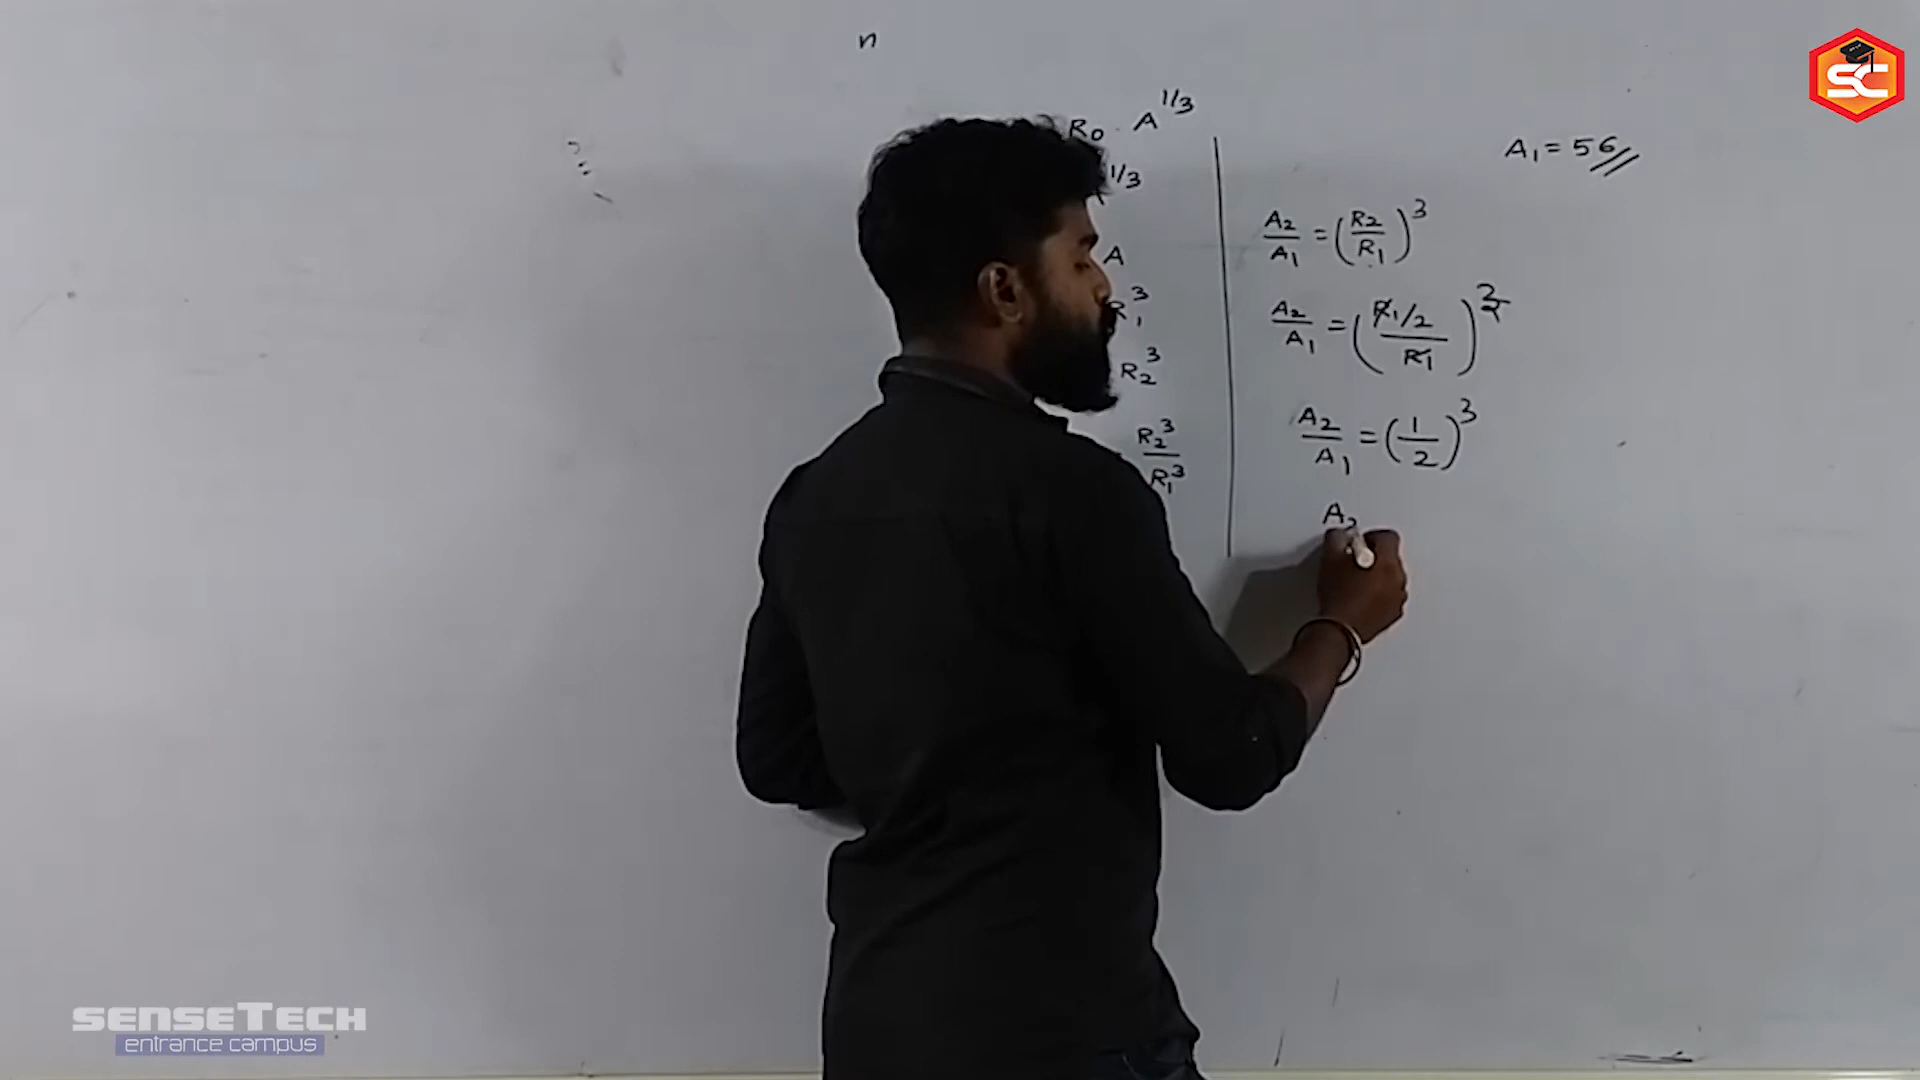 n
R₀ . A^1/3
^1/3
A
R₁³
R₂³
R₂³/R₁³
A₁ = 56
A₂/A₁ = (R₂/R₁)³
A₂/A₁ = (R₁/2 / R₁)³
A₂/A₁ = (1/2)³
A₂
SC
SENSETECH
entrance campus